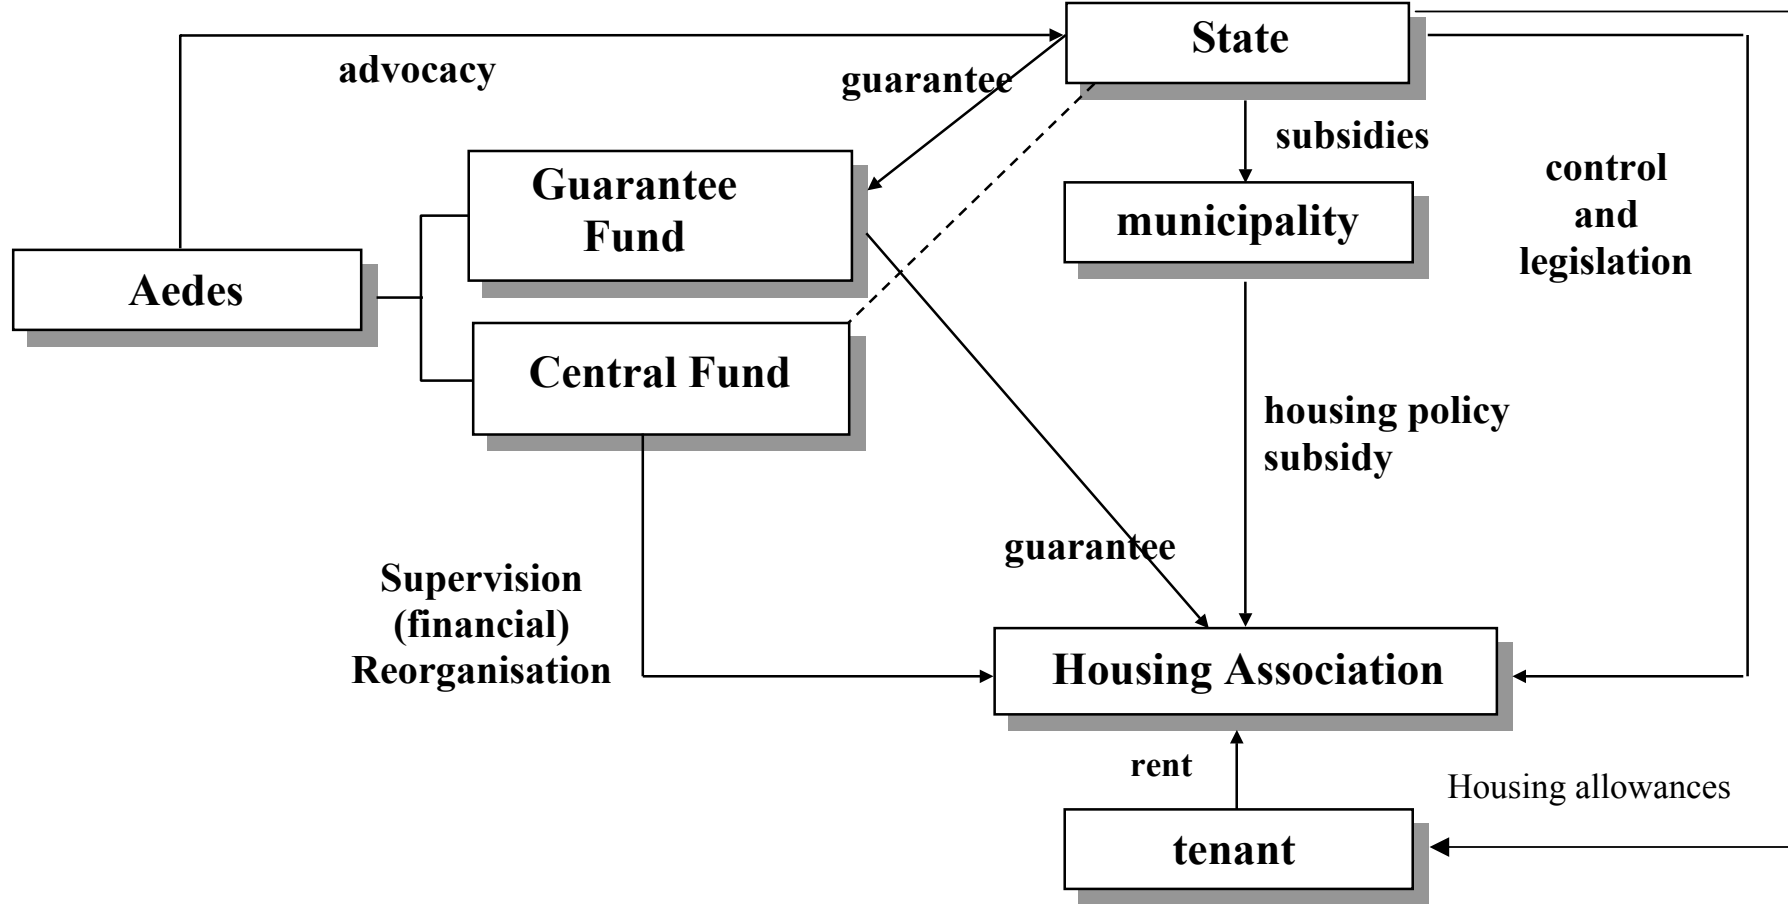 State
advocacy
guarantee
subsidies
Guarantee
Fund
control
and
legislation
municipality
Aedes
Central Fund
housing policy
subsidy
guarantee
Supervision
(financial)
Reorganisation
Housing Association
rent
Housing allowances
tenant